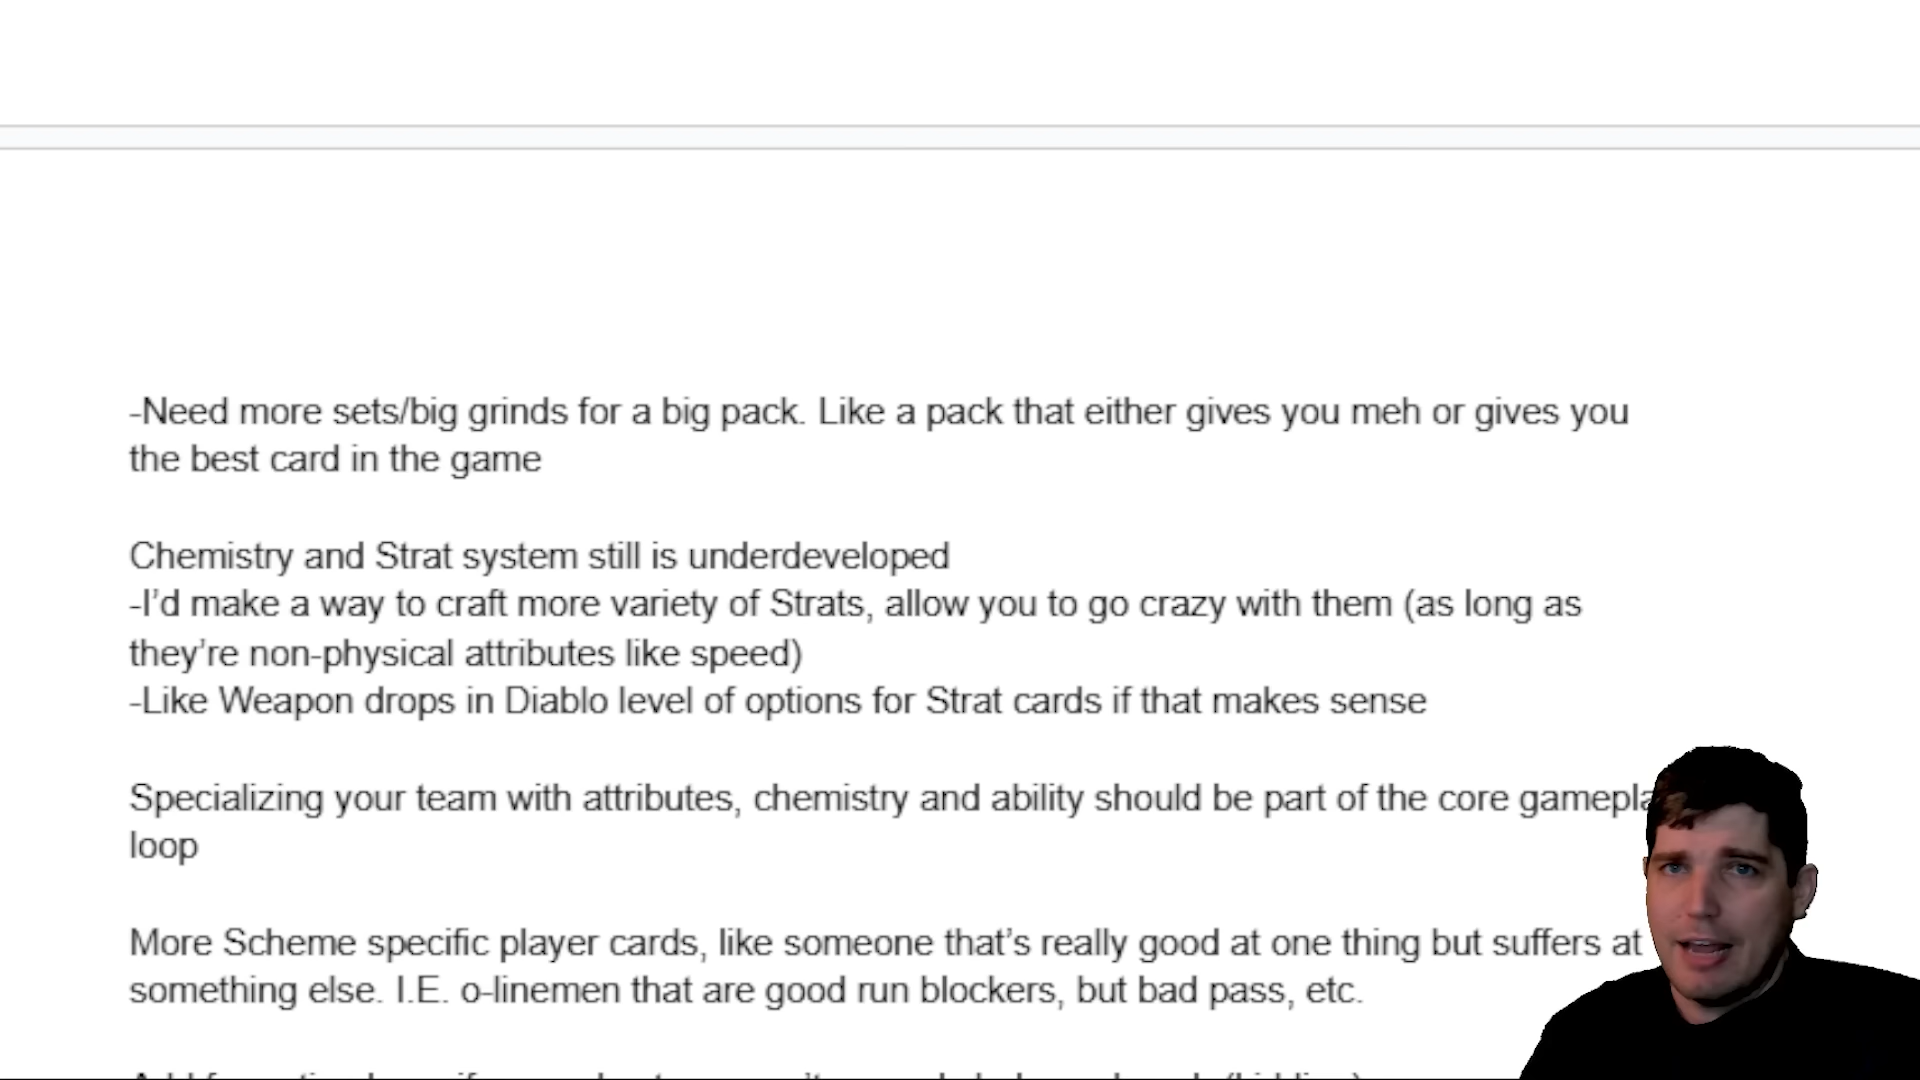 -Need more sets/big grinds for a big pack. Like a pack that either gives you meh or gives you
the best card in the game
Chemistry and Strat system still is underdeveloped
-I'd make a way to craft more variety of Strats, allow you to go crazy with them (as long as
they're non-physical attributes like speed)
-Like Weapon drops in Diablo level of options for Strat cards if that makes sense
Specializing your team with attributes, chemistry and ability should be part of the core gamepla
loop
More Scheme specific player cards, like someone that's really good at one thing but suffers at
something else. I.E. o-linemen that are good run blockers, but bad pass, etc.